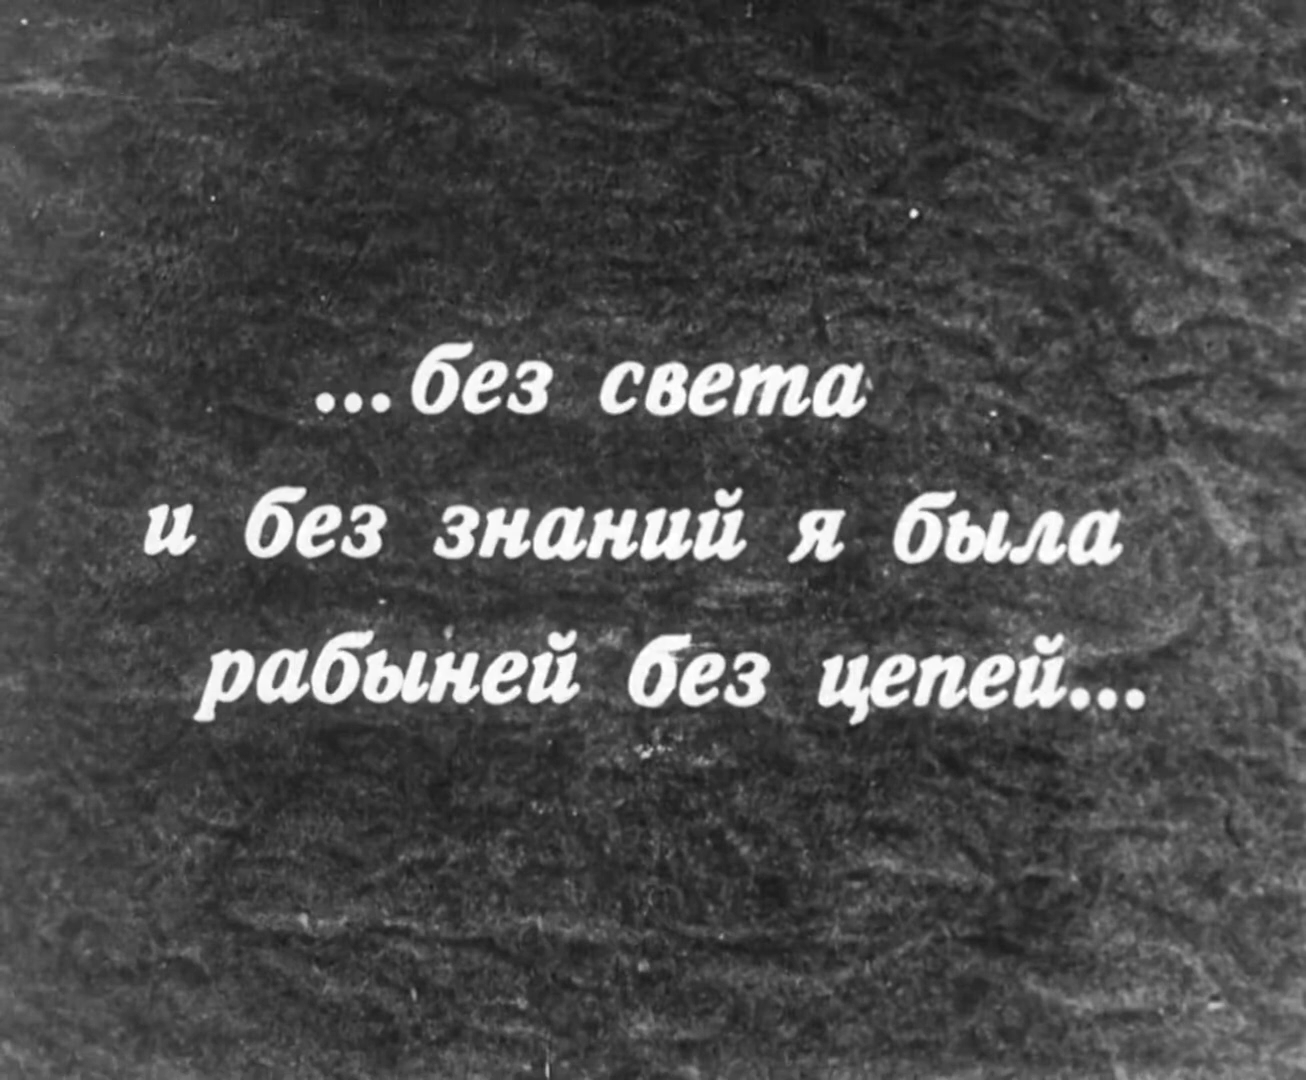 ...без света
и без знаний я была
рабыней без цепей...